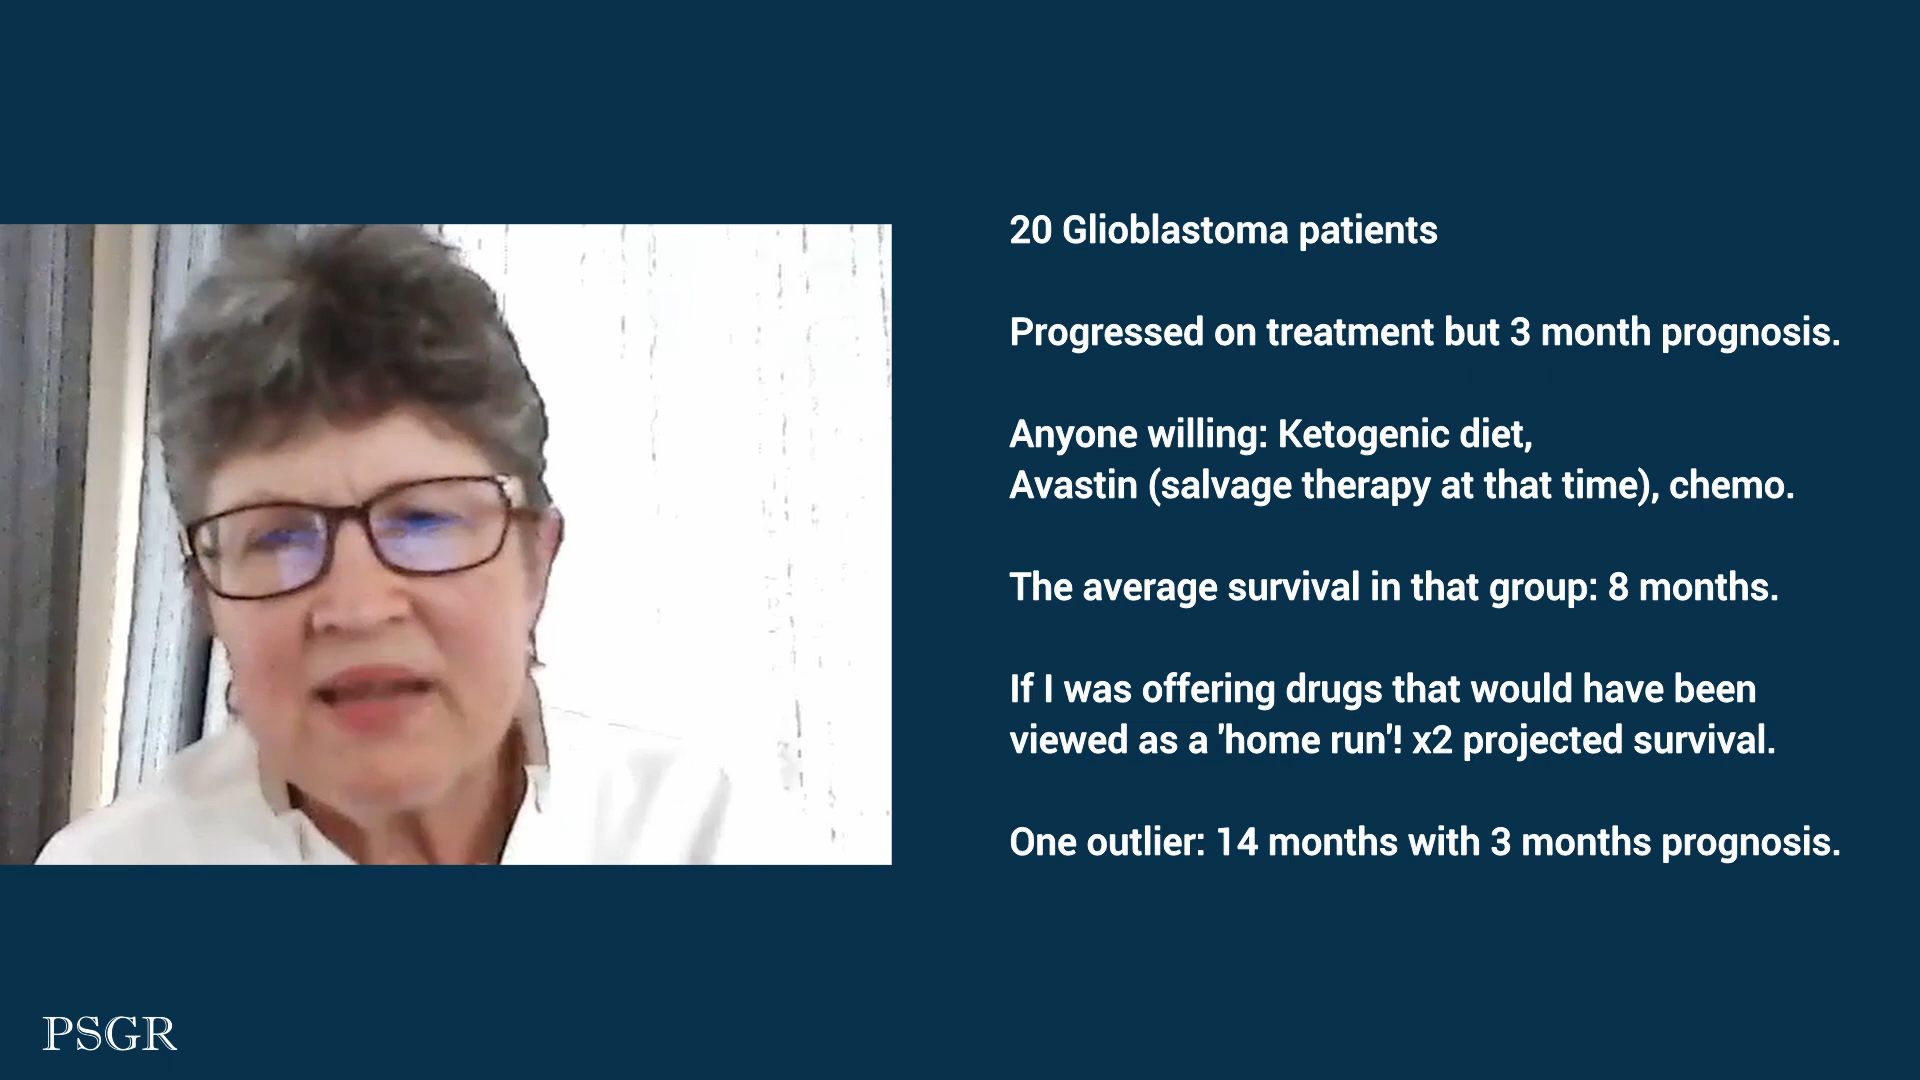 20 Glioblastoma patients
Progressed on treatment but 3 month prognosis.
Anyone willing: Ketogenic diet,
Avastin (salvage therapy at that time), chemo.
The average survival in that group: 8 months.
If I was offering drugs that would have been
viewed as a 'home run'! x2 projected survival.
One outlier: 14 months with 3 months prognosis.
PSGR